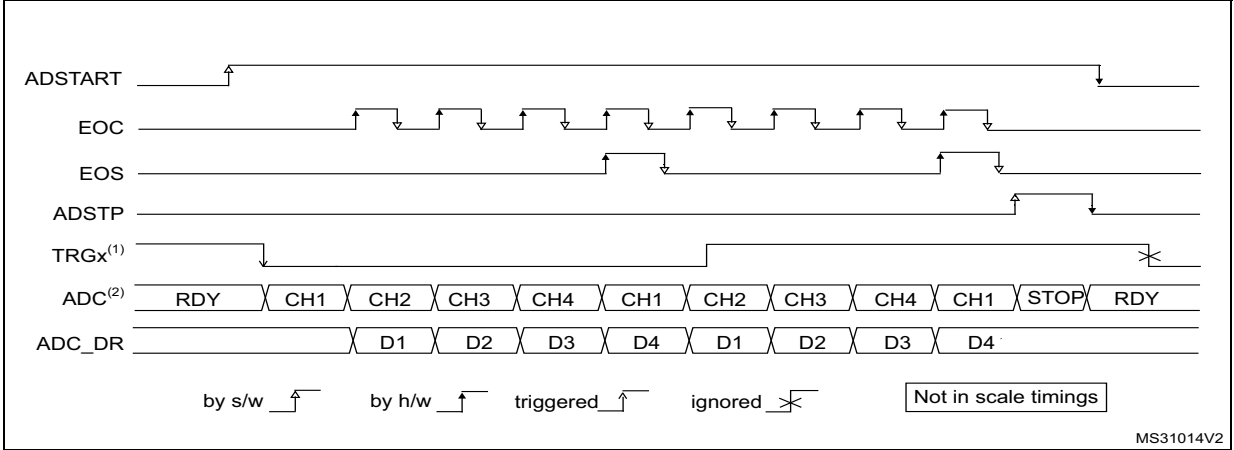 ADSTART
EOC
EOS
ADSTP
TRGx(1)
ADC(2) RDY CH1 CH2 CH3 CH4 CH1 CH2 CH3 CH4 CH1 STOP RDY
ADC_DR D1 D2 D3 D4 D1 D2 D3 D4
by s/w by h/w triggered ignored Not in scale timings
MS31014V2